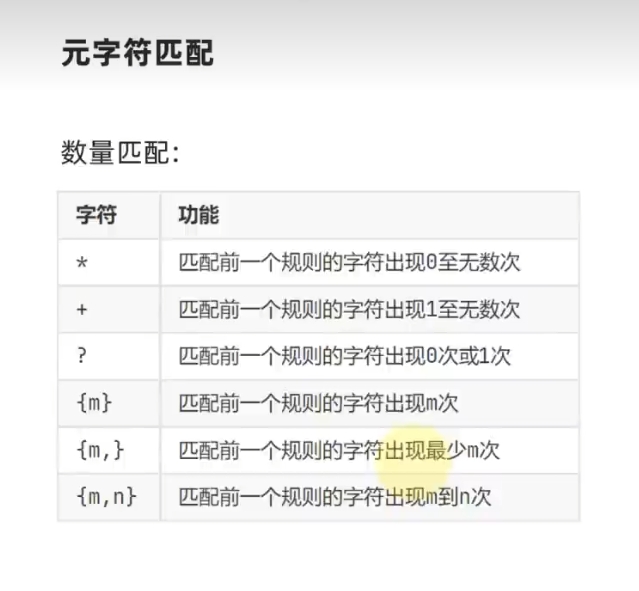 元字符匹配
数量匹配：
字符 功能
* 匹配前一个规则的字符出现0至无数次
+ 匹配前一个规则的字符出现1至无数次
? 匹配前一个规则的字符出现0次或1次
{m} 匹配前一个规则的字符出现m次
{m,} 匹配前一个规则的字符出现最少m次
{m,n} 匹配前一个规则的字符出现m到n次